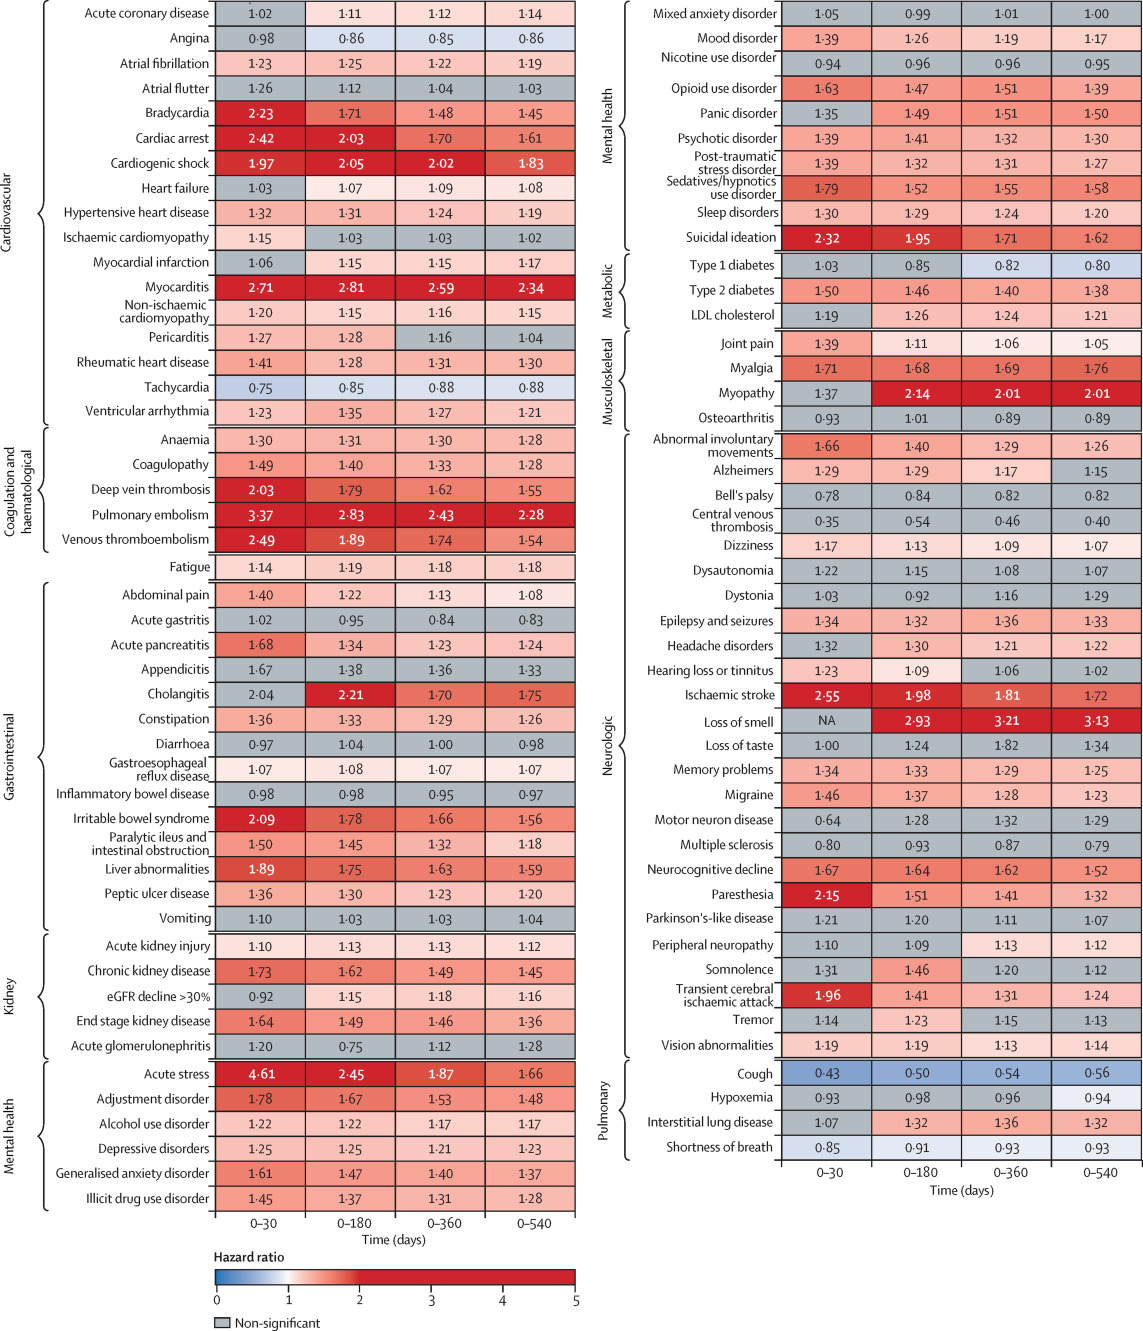 Cardiovascular
Acute coronary disease 1·02 1·11 1·12 1·14
Angina 0·98 0·86 0·85 0·86
Atrial fibrillation 1·23 1·25 1·22 1·19
Atrial flutter 1·26 1·12 1·04 1·03
Bradycardia 2·23 1·71 1·48 1·45
Cardiac arrest 2·42 2·03 1·70 1·61
Cardiogenic shock 1·97 2·05 2·02 1·83
Heart failure 1·03 1·07 1·09 1·08
Hypertensive heart disease 1·32 1·31 1·24 1·19
Ischaemic cardiomyopathy 1·15 1·03 1·03 1·02
Myocardial infarction 1·06 1·15 1·15 1·17
Myocarditis 2·71 2·81 2·59 2·34
Non-ischaemic
cardiomyopathy 1·20 1·15 1·16 1·15
Pericarditis 1·27 1·28 1·16 1·04
Rheumatic heart disease 1·41 1·28 1·31 1·30
Tachycardia 0·75 0·85 0·88 0·88
Ventricular arrhythmia 1·23 1·35 1·27 1·21
Coagulation and
haematological
Anaemia 1·30 1·31 1·30 1·28
Coagulopathy 1·49 1·40 1·33 1·28
Deep vein thrombosis 2·03 1·79 1·62 1·55
Pulmonary embolism 3·37 2·83 2·43 2·28
Venous thromboembolism 2·49 1·89 1·74 1·54
Fatigue 1·14 1·19 1·18 1·18
Gastrointestinal
Abdominal pain 1·40 1·22 1·13 1·08
Acute gastritis 1·02 0·95 0·84 0·83
Acute pancreatitis 1·68 1·34 1·23 1·24
Appendicitis 1·67 1·38 1·36 1·33
Cholangitis 2·04 2·21 1·70 1·75
Constipation 1·36 1·33 1·29 1·26
Diarrhoea 0·97 1·04 1·00 0·98
Gastroesophageal
reflux disease 1·07 1·08 1·07 1·07
Inflammatory bowel disease 0·98 0·98 0·95 0·97
Irritable bowel syndrome 2·09 1·78 1·66 1·56
Paralytic ileus and
intestinal obstruction 1·50 1·45 1·32 1·18
Liver abnormalities 1·89 1·75 1·63 1·59
Peptic ulcer disease 1·36 1·30 1·23 1·20
Vomiting 1·10 1·03 1·03 1·04
Kidney
Acute kidney injury 1·10 1·13 1·13 1·12
Chronic kidney disease 1·73 1·62 1·49 1·45
eGFR decline >30% 0·92 1·15 1·18 1·16
End stage kidney disease 1·64 1·49 1·46 1·36
Acute glomerulonephritis 1·20 0·75 1·12 1·28
Mental health
Acute stress 4·61 2·45 1·87 1·66
Adjustment disorder 1·78 1·67 1·53 1·48
Alcohol use disorder 1·22 1·22 1·17 1·17
Depressive disorders 1·25 1·25 1·21 1·23
Generalised anxiety disorder 1·61 1·47 1·40 1·37
Illicit drug use disorder 1·45 1·37 1·31 1·28
0–30 0–180 0–360 0–540
Time (days)
Hazard ratio
0 1 2 3 4 5
Non-significant
Mental health
Mixed anxiety disorder 1·05 0·99 1·01 1·00
Mood disorder 1·39 1·26 1·19 1·17
Nicotine use disorder 0·94 0·96 0·96 0·95
Opioid use disorder 1·63 1·47 1·51 1·39
Panic disorder 1·35 1·49 1·51 1·50
Psychotic disorder 1·39 1·41 1·32 1·30
Post-traumatic
stress disorder 1·39 1·32 1·31 1·27
Sedatives/hypnotics
use disorder 1·79 1·52 1·55 1·58
Sleep disorders 1·30 1·29 1·24 1·20
Suicidal ideation 2·32 1·95 1·71 1·62
Metabolic
Type 1 diabetes 1·03 0·85 0·82 0·80
Type 2 diabetes 1·50 1·46 1·40 1·38
LDL cholesterol 1·19 1·26 1·24 1·21
Musculoskeletal
Joint pain 1·39 1·11 1·06 1·05
Myalgia 1·71 1·68 1·69 1·76
Myopathy 1·37 2·14 2·01 2·01
Osteoarthritis 0·93 1·01 0·89 0·89
Neurologic
Abnormal involuntary
movements 1·66 1·40 1·29 1·26
Alzheimers 1·29 1·29 1·17 1·15
Bell's palsy 0·78 0·84 0·82 0·82
Central venous
thrombosis 0·35 0·54 0·46 0·40
Dizziness 1·17 1·13 1·09 1·07
Dysautonomia 1·22 1·15 1·08 1·07
Dystonia 1·03 0·92 1·16 1·29
Epilepsy and seizures 1·34 1·32 1·36 1·33
Headache disorders 1·32 1·30 1·21 1·22
Hearing loss or tinnitus 1·23 1·09 1·06 1·02
Ischaemic stroke 2·55 1·98 1·81 1·72
Loss of smell NA 2·93 3·21 3·13
Loss of taste 1·00 1·24 1·82 1·34
Memory problems 1·34 1·33 1·29 1·25
Migraine 1·46 1·37 1·28 1·23
Motor neuron disease 0·64 1·28 1·32 1·29
Multiple sclerosis 0·80 0·93 0·87 0·79
Neurocognitive decline 1·67 1·64 1·62 1·52
Paresthesia 2·15 1·51 1·41 1·32
Parkinson's-like disease 1·21 1·20 1·11 1·07
Peripheral neuropathy 1·10 1·09 1·13 1·12
Somnolence 1·31 1·46 1·20 1·12
Transient cerebral
ischaemic attack 1·96 1·41 1·31 1·24
Tremor 1·14 1·23 1·15 1·13
Vision abnormalities 1·19 1·19 1·13 1·14
Pulmonary
Cough 0·43 0·50 0·54 0·56
Hypoxemia 0·93 0·98 0·96 0·94
Interstitial lung disease 1·07 1·32 1·36 1·32
Shortness of breath 0·85 0·91 0·93 0·93
0–30 0–180 0–360 0–540
Time (days)